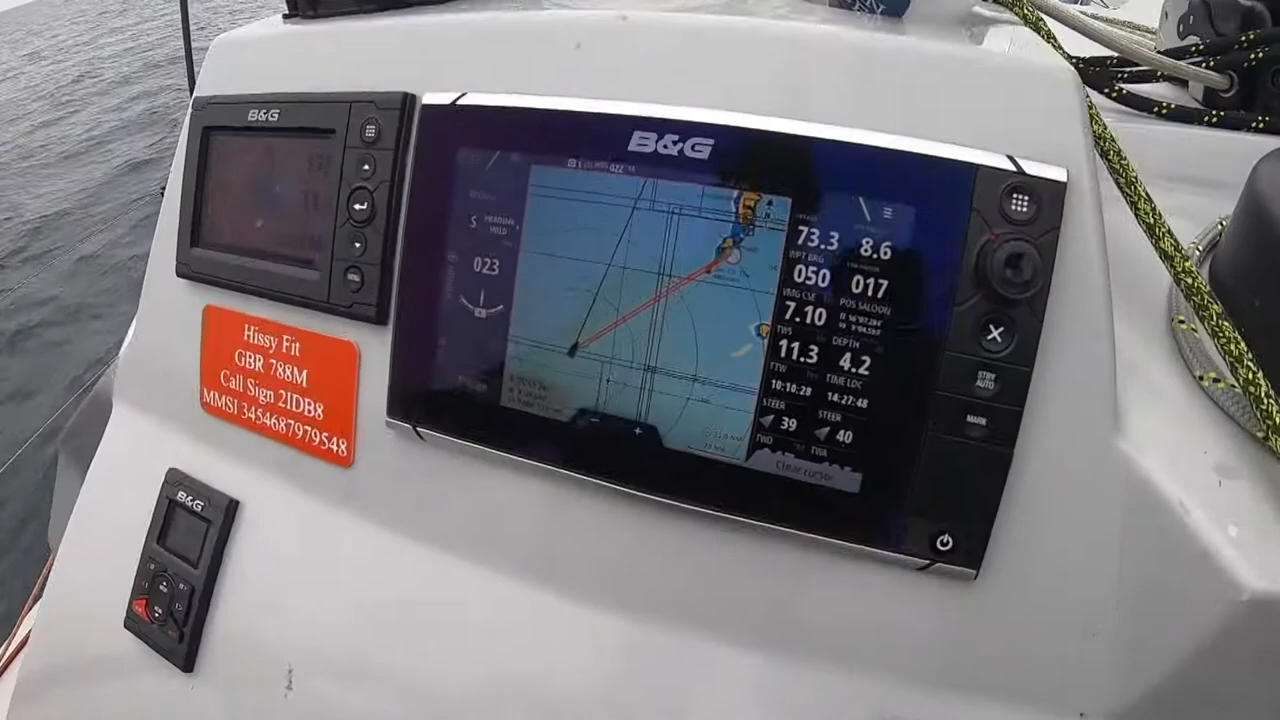 B&G
B&G
Hissy Fit
GBR 788M
Call Sign 2IDB8
MMSI 3454687979548
B&G
HEADING
S HOLD
023
73.3 8.6
WPT BRG
050 017
VMG CSE POS SALOON
7.10
TWS DEPTH
11.3 4.2
TTW TIME LOC
10:10:28 14:27:48
STEER STEER
39 40
TWD TWA
Clear cursor
STBY
AUTO
MARK